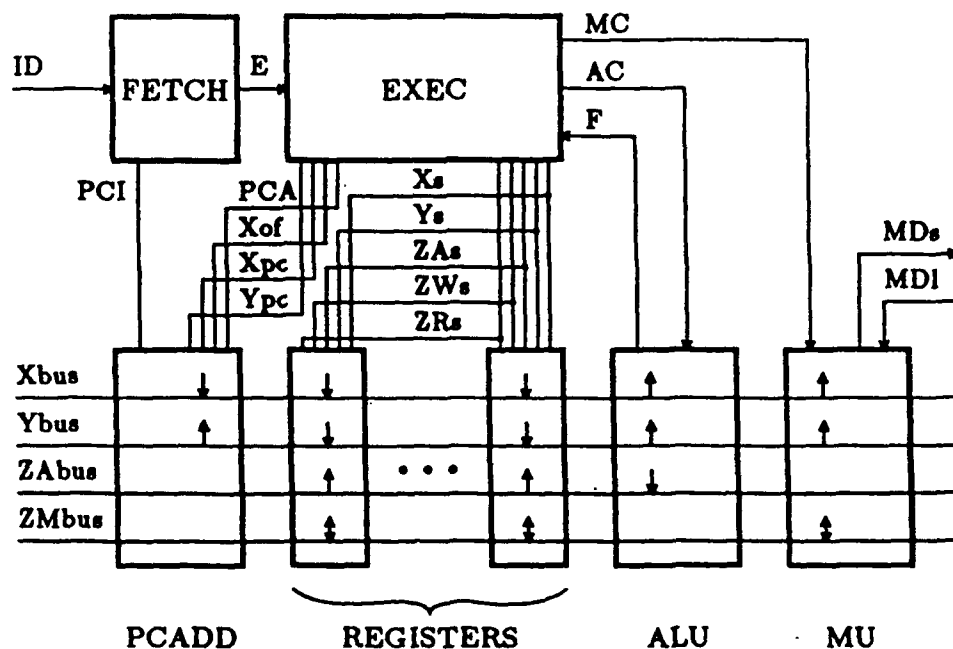 MC
ID
E
AC
FETCH
EXEC
F
PCI
PCA
Xs
Xof
Ys
Xpc
ZAs
MDs
Ypc
ZWs
MDl
ZRs
Xbus
Ybus
ZAbus
• • •
ZMbus
PCADD
REGISTERS
ALU
MU